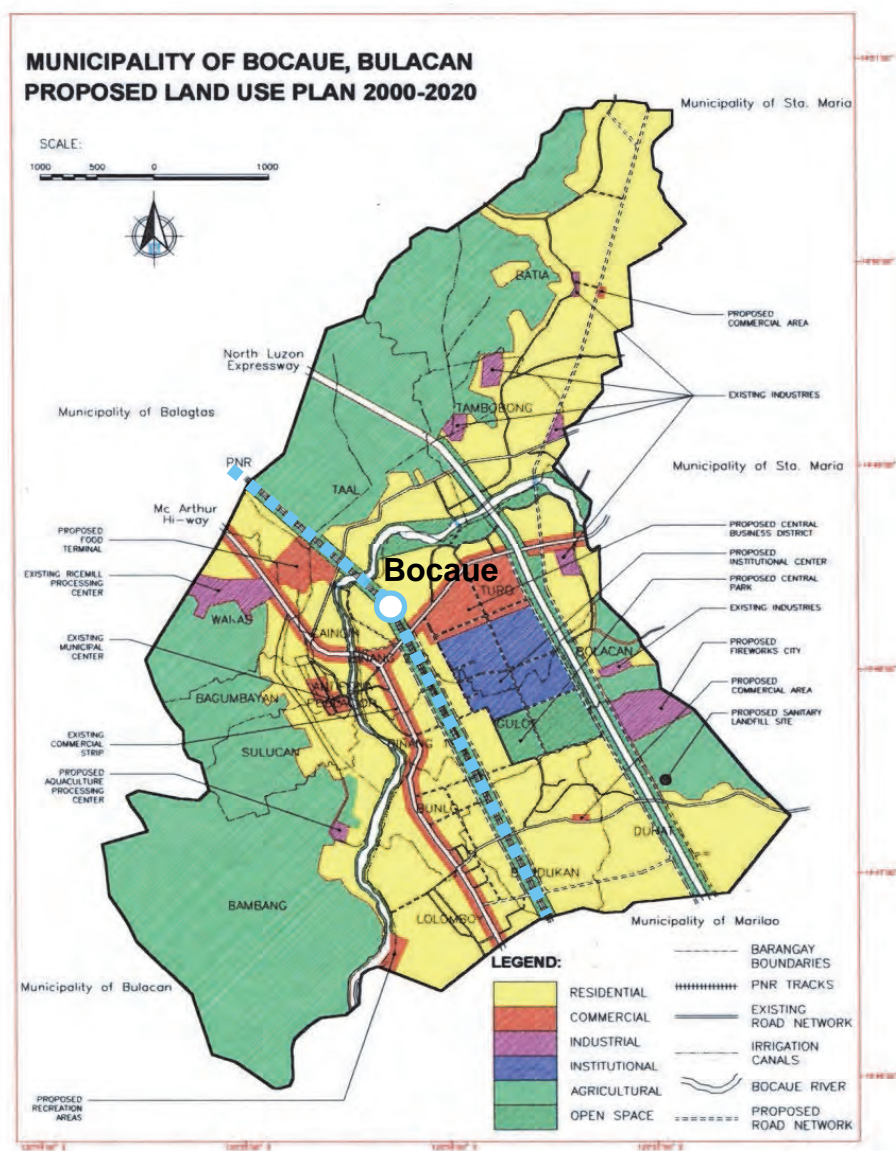 MUNICIPALITY OF BOCAUE, BULACAN
PROPOSED LAND USE PLAN 2000-2020
SCALE:
1000 500 0 1000
Municipality of Sta. Maria
BATIA
PROPOSED
COMMERCIAL AREA
North Luzon
Expressway
EXISTING INDUSTRIES
Municipality of Balagtas
TAMBOBONG
PNR
TAAL
Municipality of Sta. Maria
Mc Arthur
Hi-way
PROPOSED
FOOD
TERMINAL
PROPOSED CENTRAL
BUSINESS DISTRICT
PROPOSED
INSTITUTIONAL CENTER
EXISTING RICEMILL
PROCESSING
CENTER
Bocaue
PROPOSED CENTRAL
PARK
TURO
EXISTING INDUSTRIES
WAKAS
EXISTING
MUNICIPAL
CENTER
BOLACAN
PROPOSED
FIREWORKS CITY
PROPOSED
COMMERCIAL AREA
BAGUMBAYAN
PROPOSED SANITARY
LANDFILL SITE
EXISTING
COMMERCIAL
STRIP
SULUCAN
PROPOSED
AQUACULTURE
PROCESSING
CENTER
BUNLO
DUHAT
BAMBANG
LOLOMBOY
Municipality of Marilao
Municipality of Bulacan
LEGEND:
RESIDENTIAL
COMMERCIAL
INDUSTRIAL
INSTITUTIONAL
AGRICULTURAL
OPEN SPACE
BARANGAY
BOUNDARIES
PNR TRACKS
EXISTING
ROAD NETWORK
IRRIGATION
CANALS
BOCAUE RIVER
PROPOSED
ROAD NETWORK
PROPOSED
RECREATION
AREAS